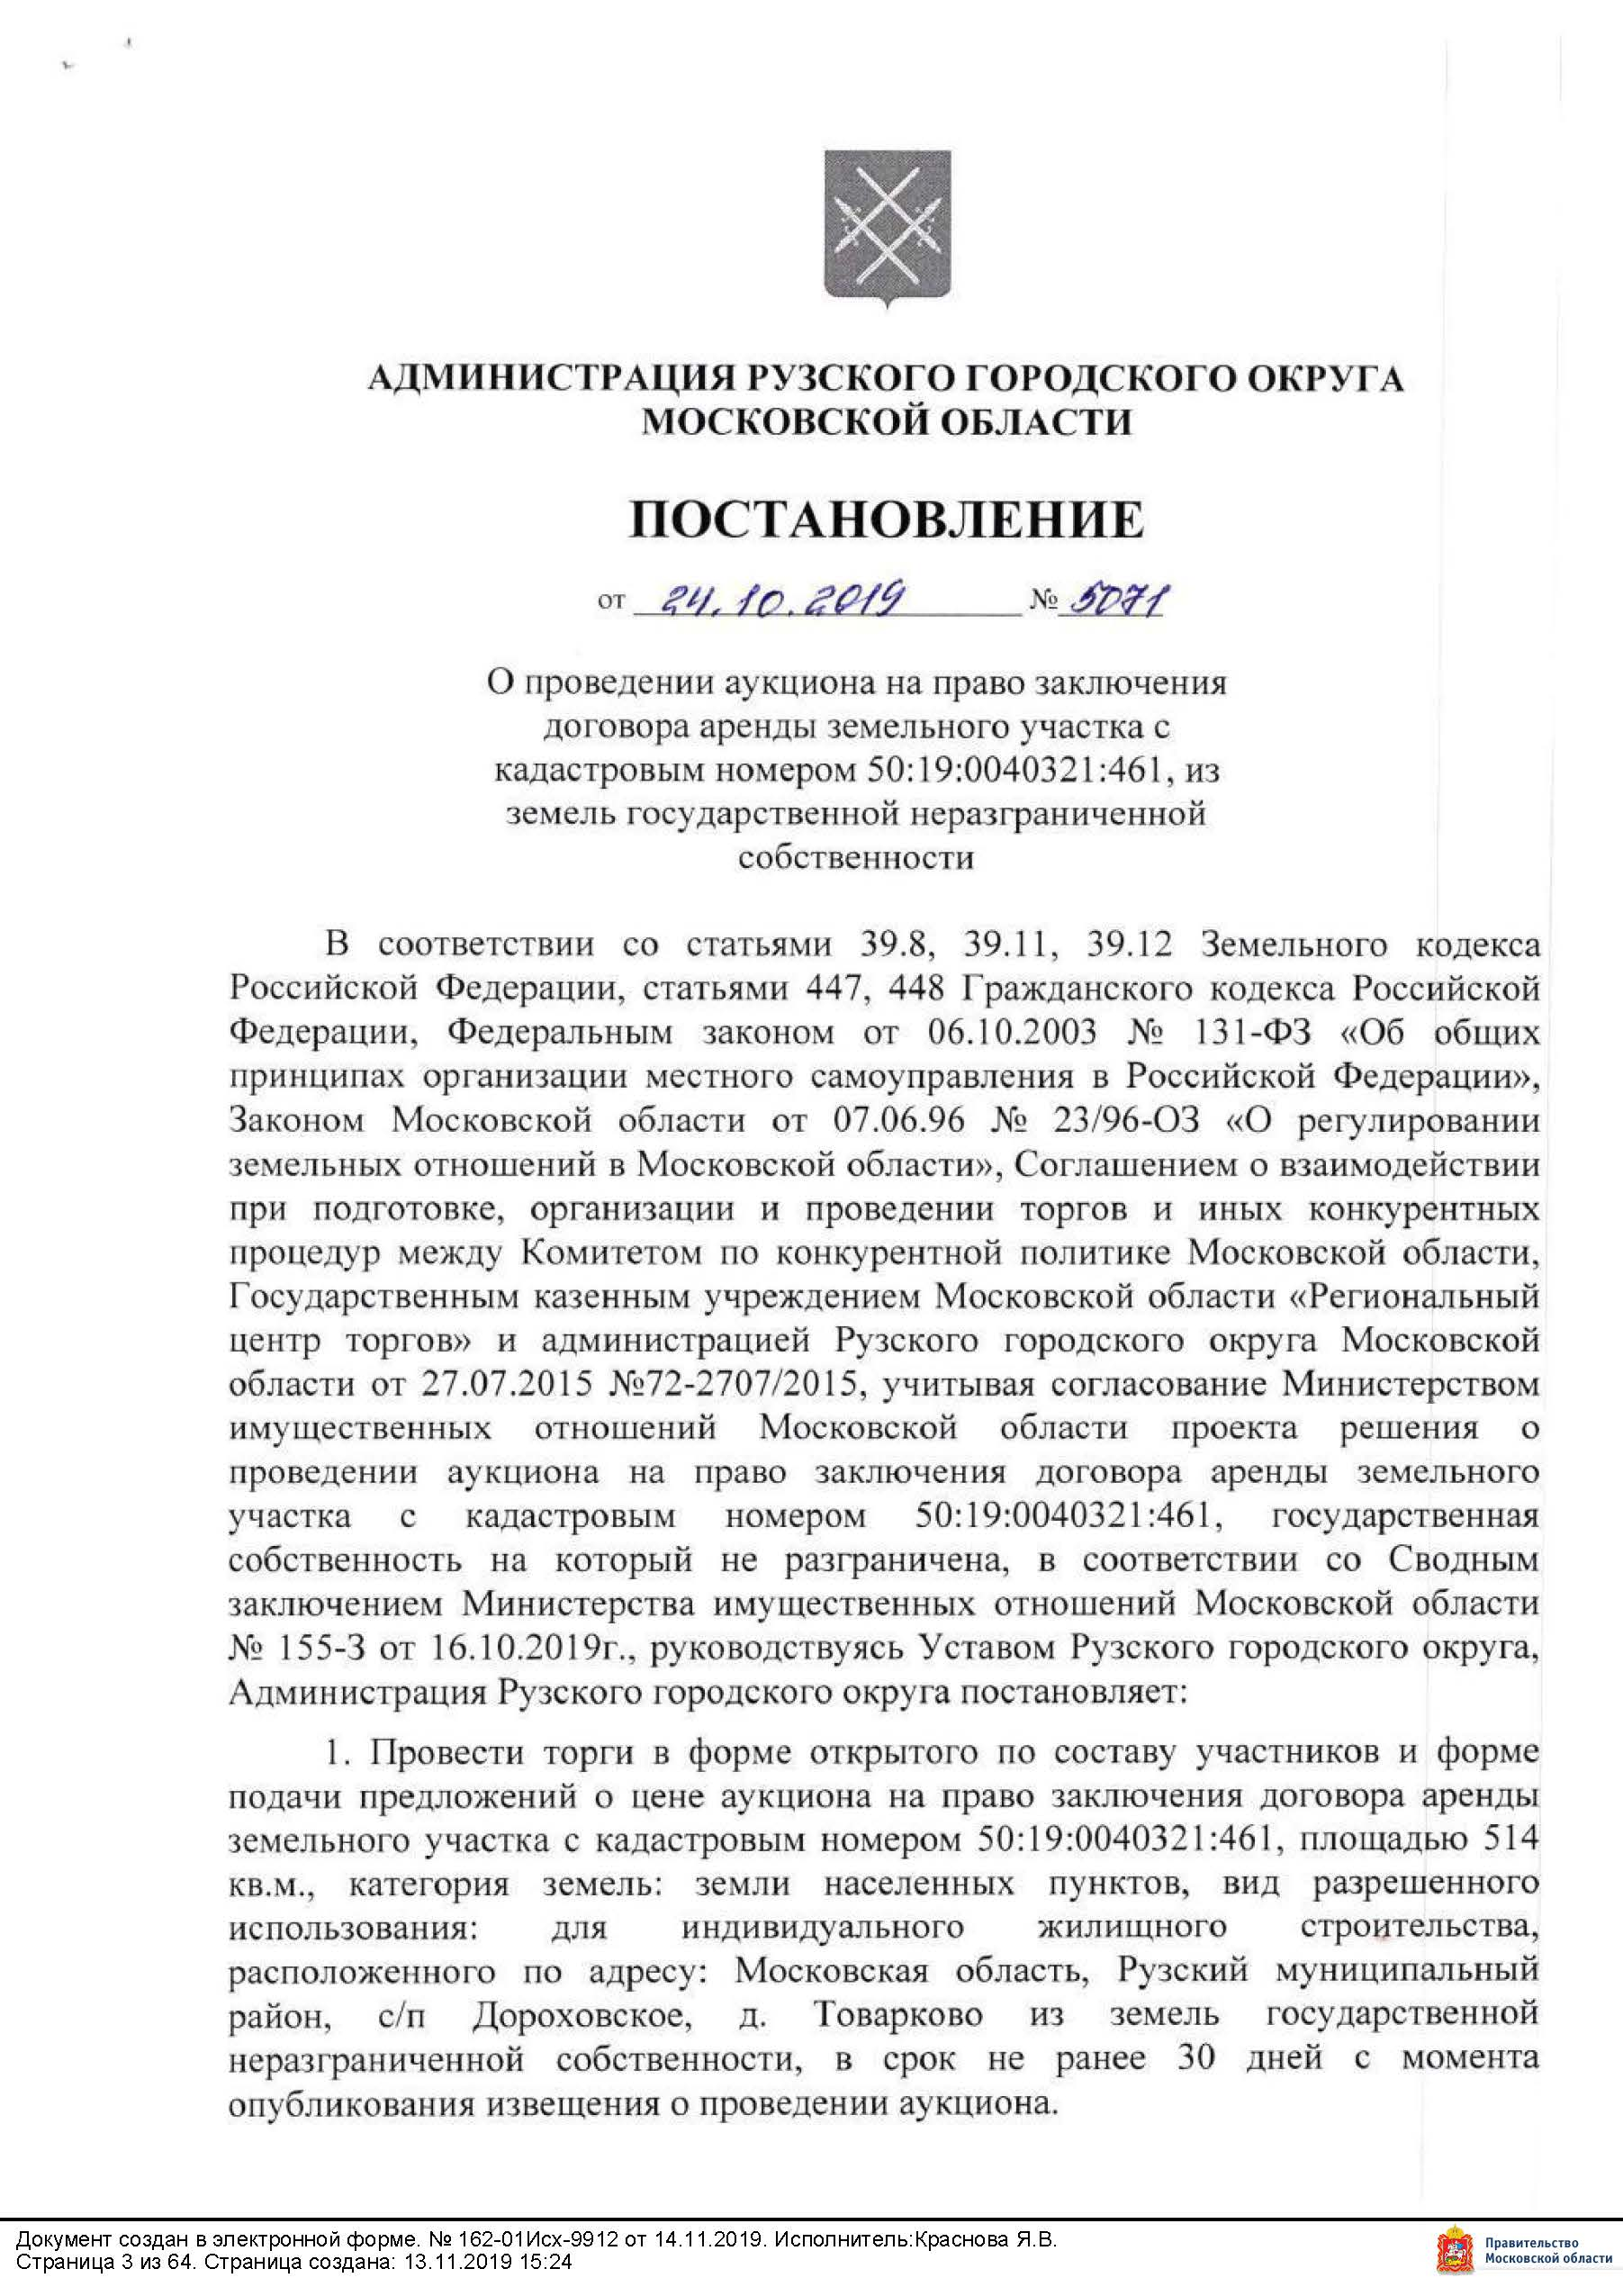 АДМИНИСТРАЦИЯ РУЗСКОГО ГОРОДСКОГО ОКРУГА
МОСКОВСКОЙ ОБЛАСТИ
ПОСТАНОВЛЕНИЕ
от 24.10.2019 № 5071
О проведении аукциона на право заключения
договора аренды земельного участка с
кадастровым номером 50:19:0040321:461, из
земель государственной неразграниченной
собственности
В соответствии со статьями 39.8, 39.11, 39.12 Земельного кодекса
Российской Федерации, статьями 447, 448 Гражданского кодекса Российской
Федерации, Федеральным законом от 06.10.2003 № 131-ФЗ «Об общих
принципах организации местного самоуправления в Российской Федерации»,
Законом Московской области от 07.06.96 № 23/96-ОЗ «О регулировании
земельных отношений в Московской области», Соглашением о взаимодействии
при подготовке, организации и проведении торгов и иных конкурентных
процедур между Комитетом по конкурентной политике Московской области,
Государственным казенным учреждением Московской области «Региональный
центр торгов» и администрацией Рузского городского округа Московской
области от 27.07.2015 №72-2707/2015, учитывая согласование Министерством
имущественных отношений Московской области проекта решения о
проведении аукциона на право заключения договора аренды земельного
участка с кадастровым номером 50:19:0040321:461, государственная
собственность на который не разграничена, в соответствии со Сводным
заключением Министерства имущественных отношений Московской области
№ 155-З от 16.10.2019г., руководствуясь Уставом Рузского городского округа,
Администрация Рузского городского округа постановляет:
1. Провести торги в форме открытого по составу участников и форме
подачи предложений о цене аукциона на право заключения договора аренды
земельного участка с кадастровым номером 50:19:0040321:461, площадью 514
кв.м., категория земель: земли населенных пунктов, вид разрешенного
использования: для индивидуального жилищного строительства,
расположенного по адресу: Московская область, Рузский муниципальный
район, с/п Дороховское, д. Товарково из земель государственной
неразграниченной собственности, в срок не ранее 30 дней с момента
опубликования извещения о проведении аукциона.
Документ создан в электронной форме. № 162-01Исх-9912 от 14.11.2019. Исполнитель:Краснова Я.В.
Страница 3 из 64. Страница создана: 13.11.2019 15:24
Правительство
Московской области